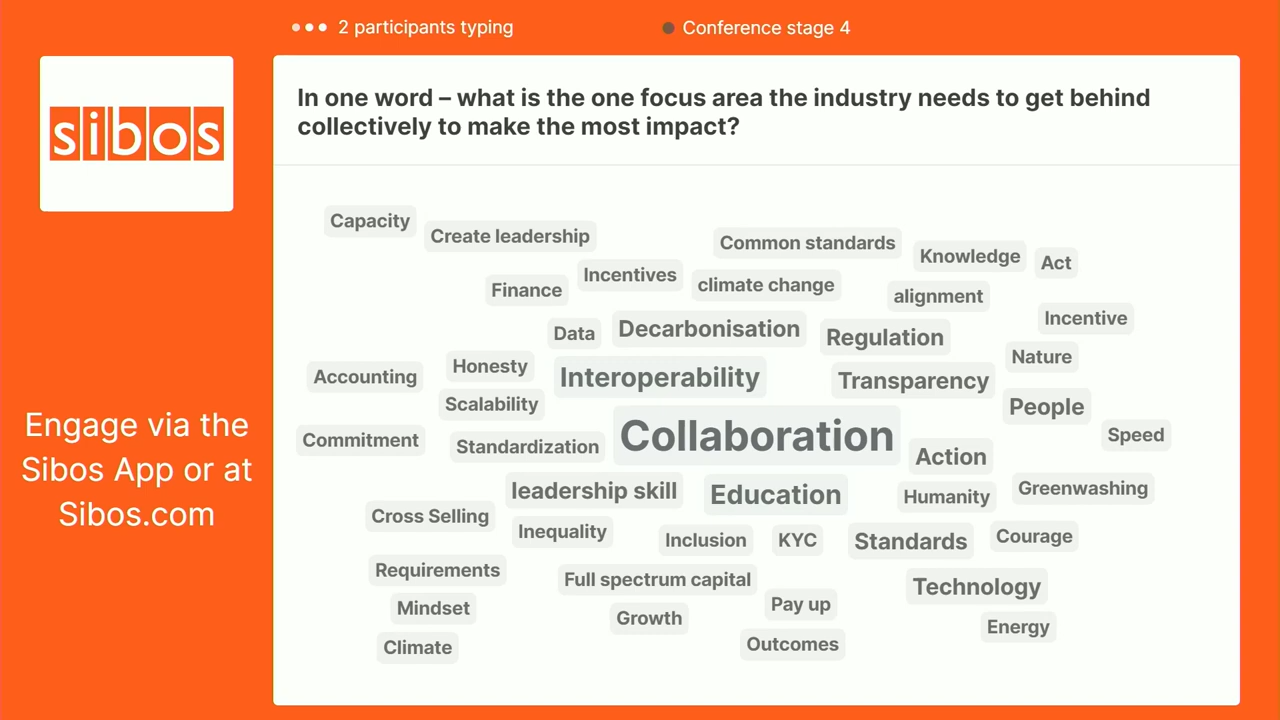 2 participants typing
Conference stage 4
sibos
In one word – what is the one focus area the industry needs to get behind
collectively to make the most impact?
Capacity
Create leadership
Common standards
Knowledge
Act
Incentives
climate change
Finance
alignment
Incentive
Data
Decarbonisation
Regulation
Nature
Honesty
Accounting
Interoperability
Transparency
Scalability
People
Commitment
Standardization
Collaboration
Action
Speed
leadership skill
Education
Humanity
Greenwashing
Cross Selling
Inequality
Inclusion
KYC
Standards
Courage
Requirements
Full spectrum capital
Technology
Mindset
Growth
Pay up
Energy
Climate
Outcomes
Engage via the
Sibos App or at
Sibos.com